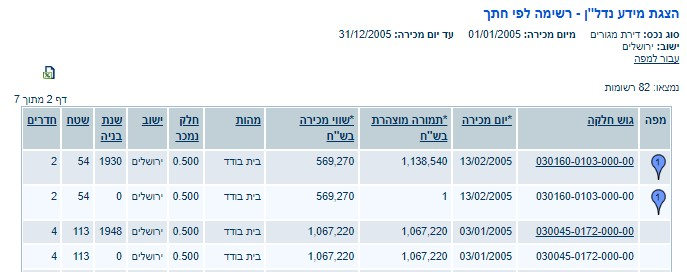 הצגת מידע נדל"ן - רשימה לפי חתך
סוג נכס: דירת מגורים   מיום מכירה: 01/01/2005   עד יום מכירה: 31/12/2005
ישוב: ירושלים
עבור למפה
נמצאו: 82 רשומות
דף 2 מתוך 7
מפה   גוש חלקה   *יום מכירה   *תמורה מוצהרת בש"ח   *שווי מכירה בש"ח   מהות   חלק נמכר   ישוב   שנת בניה   שטח   חדרים
1   030160-0103-000-00   13/02/2005   1,138,540   569,270   בית בודד   0.500   ירושלים   1930   54   2
1   030160-0103-000-00   13/02/2005   1   569,270   בית בודד   0.500   ירושלים   0   54   2
030045-0172-000-00   03/01/2005   1,067,220   1,067,220   בית בודד   0.500   ירושלים   1948   113   4
030045-0172-000-00   03/01/2005   1,067,220   1,067,220   בית בודד   0.500   ירושלים   0   113   4